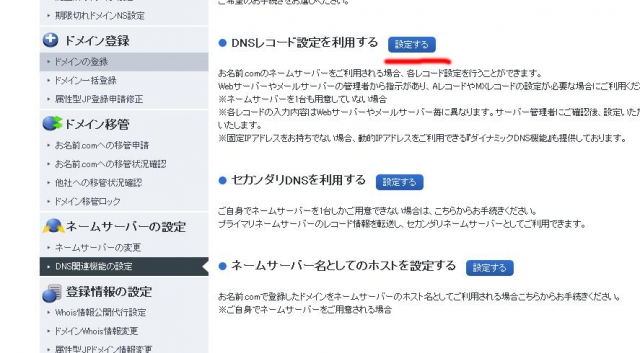 期限切れドメインNS設定
ドメイン登録
ドメインの登録
ドメイン一括登録
属性型JP登録申請修正
ドメイン移管
お名前.comへの移管申請
お名前.comへの移管状況確認
他社への移管状況確認
ドメイン移管ロック
ネームサーバーの設定
ネームサーバーの変更
DNS関連機能の設定
登録情報の設定
Whois情報公開代行設定
ドメインWhois情報変更
属性型JPドメイン情報変更
DNSレコード設定を利用する 設定する
お名前.comのネームサーバーをご利用される場合、各レコード設定を行うことができます。
Webサーバーやメールサーバーの管理者から指示があり、AレコードやMXレコードの設定が必要な場合にご利用くだ
※ネームサーバーを1台も用意していない場合
※各レコードの入力内容はWebサーバーやメールサーバー毎に異なります。サーバー管理者にご確認後、設定いた
いたします。
※固定IPアドレスをお持ちでない場合、動的IPアドレスをご利用できる『ダイナミックDNS機能』も提供しております。
セカンダリDNSを利用する 設定する
ご自身でネームサーバーを1台しかご用意できない場合は、こちらからお手続きください。
プライマリネームサーバーのレコード情報を転送し、セカンダリネームサーバーとしてご利用できます。
ネームサーバー名としてのホストを設定する 設定する
お名前.comで登録したドメインをネームサーバーのホスト名としてご利用される場合こちらからお手続きください。
※ご自身でネームサーバーをご用意される場合